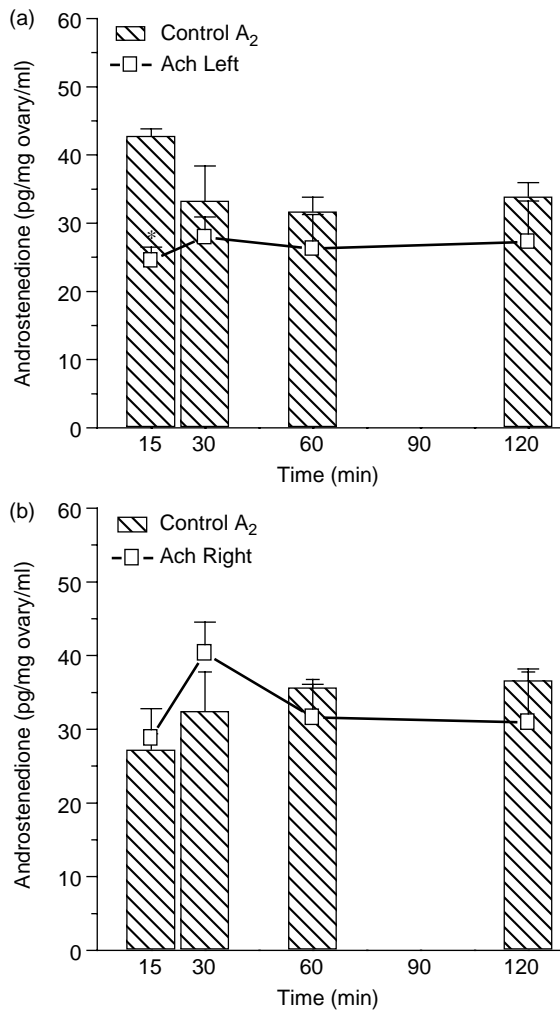 (a)
60
50
40
30
20
10
0
Androstenedione (pg/mg ovary/ml)
Control A₂
Ach Left
*
15 30 60 90 120
Time (min)
(b)
60
50
40
30
20
10
0
Androstenedione (pg/mg ovary/ml)
Control A₂
Ach Right
15 30 60 90 120
Time (min)